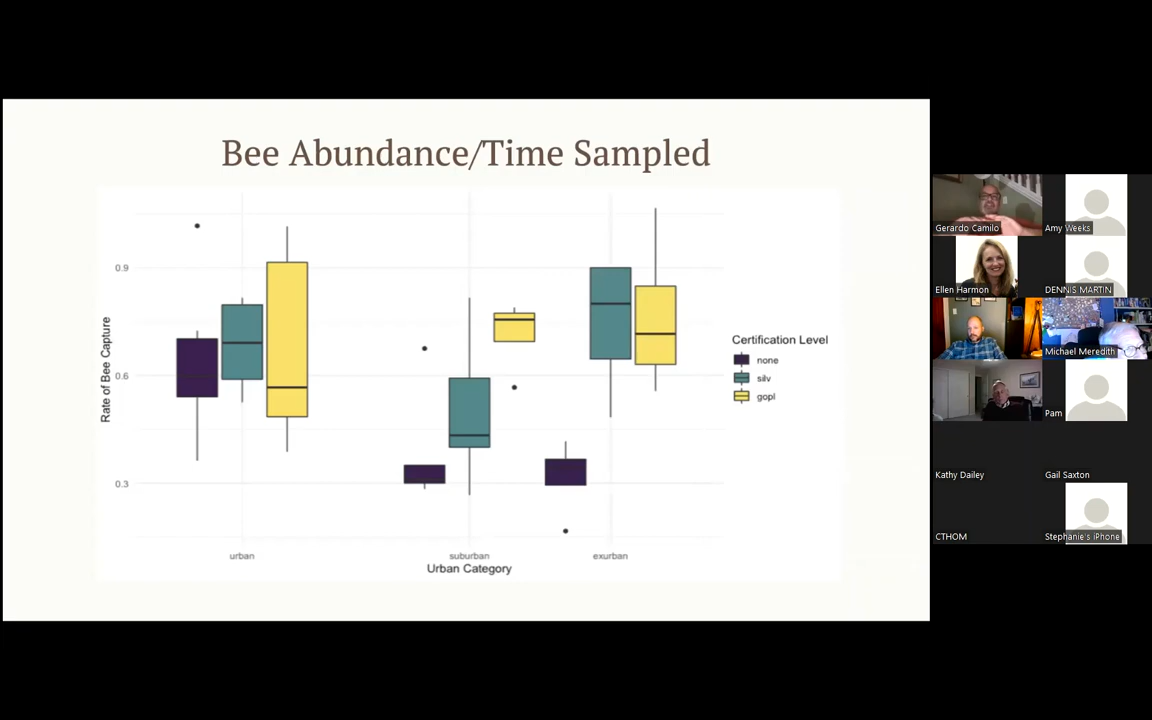 Bee Abundance/Time Sampled
Rate of Bee Capture
0.9
0.6
0.3
urban
suburban
exurban
Urban Category
Certification Level
none
silv
gopl
Gerardo Camilo
Amy Weeks
Ellen Harmon
DENNIS MARTIN
Michael Meredith
Pam
Kathy Dailey
Gail Saxton
CTHOM
Stephanie's iPhone